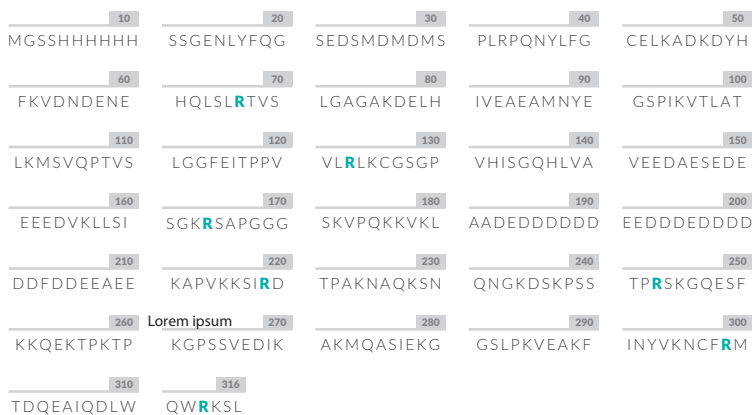 10 20 30 40 50
MGSSHHHHHH SSGENLYFQG SEDSMDMDMS PLRPQNYLFG CELKADKDYH
60 70 80 90 100
FKVDNDENE HQLSLRTVS LGAGAKDELH IVEAEAMNYE GSPIKVTLAT
110 120 130 140 150
LKMSVQPTVS LGGFEITPPV VLRLKCGSGP VHISGQHLVA VEEDAESEDE
160 170 180 190 200
EEEDVKLLSI SGKRSAPGGG SKVPQKKVKL AADEDDDDDD EEDDDEDDDD
210 220 230 240 250
DDFDDEEAEE KAPVKKSIRD TPAKNAQKSN QNGKDSKPSS TPRSKGQESF
260 Lorem ipsum 270 280 290 300
KKQEKTPKTP KGPSSVEDIK AKMQASIEKG GSLPKVEAKF INYVKNCFRM
310 316
TDQEAIQDLW QWRKSL